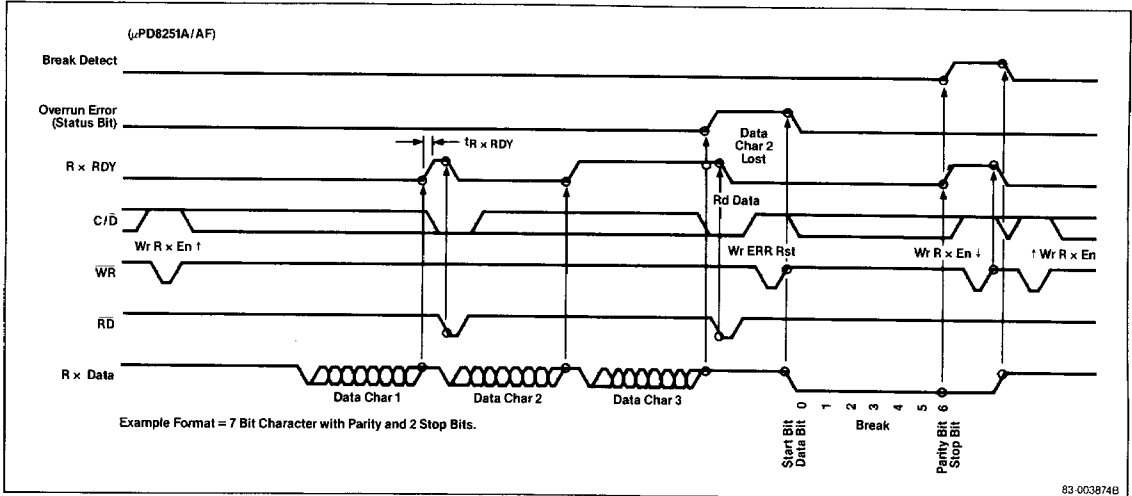 (μPD8251A/AF)
Break Detect
Overrun Error
(Status Bit)
tR × RDY
Data
Char 2
Lost
R × RDY
Rd Data
C/D̅
Wr R × En ↑
Wr ERR Rst
Wr R × En ↓
↑ Wr R × En
W̅R̅
R̅D̅
R × Data
Data Char 1
Data Char 2
Data Char 3
Start Bit
Data Bit
0
1
2
3
4
5
6
Parity Bit
Stop Bit
Break
Example Format = 7 Bit Character with Parity and 2 Stop Bits.
83-003874B